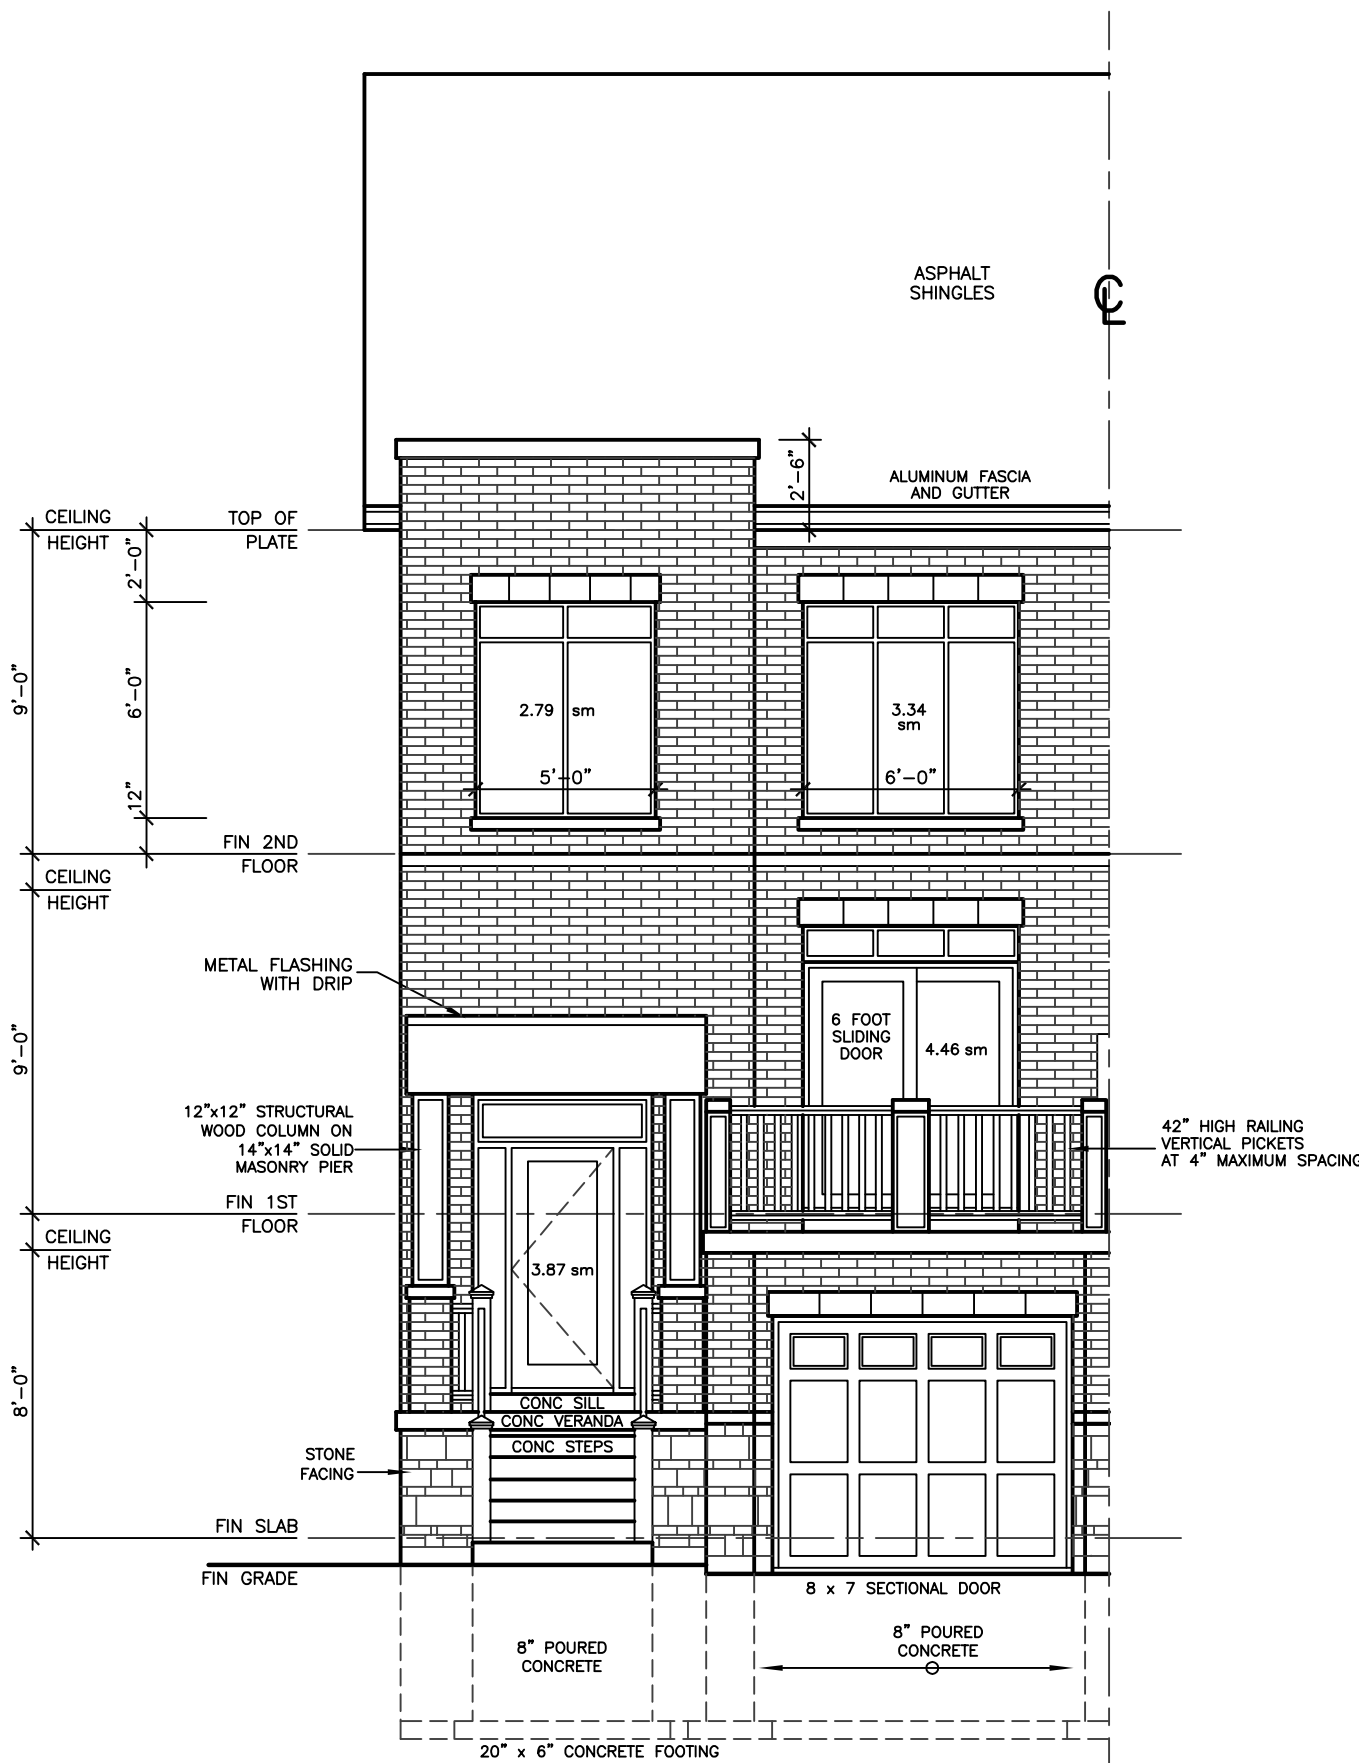 ASPHALT
SHINGLES
CL
2'-6"
ALUMINUM FASCIA
AND GUTTER
CEILING
HEIGHT
TOP OF
PLATE
2'-0"
9'-0"
6'-0"
2.79 sm
3.34
sm
5'-0"
6'-0"
12"
FIN 2ND
FLOOR
CEILING
HEIGHT
METAL FLASHING
WITH DRIP
6 FOOT
SLIDING
DOOR
4.46 sm
9'-0"
12"x12" STRUCTURAL
WOOD COLUMN ON
14"x14" SOLID
MASONRY PIER
42" HIGH RAILING
VERTICAL PICKETS
AT 4" MAXIMUM SPACING
FIN 1ST
FLOOR
CEILING
HEIGHT
3.87 sm
8'-0"
CONC SILL
CONC VERANDA
CONC STEPS
STONE
FACING
FIN SLAB
FIN GRADE
8 x 7 SECTIONAL DOOR
8" POURED
CONCRETE
8" POURED
CONCRETE
20" x 6" CONCRETE FOOTING